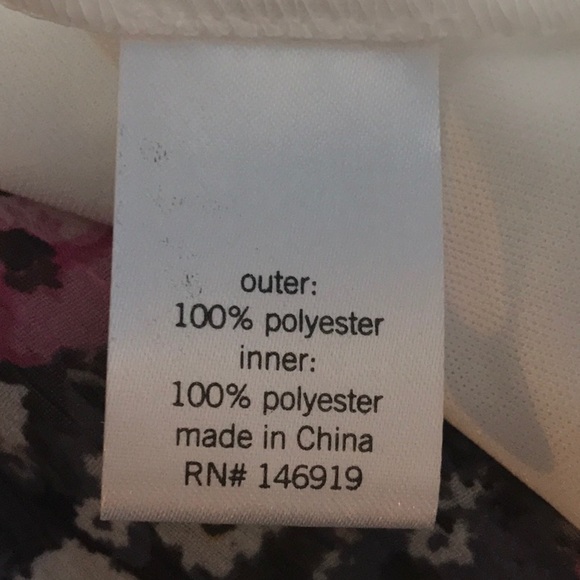 outer:
100% polyester
inner:
100% polyester
made in China
RN# 146919